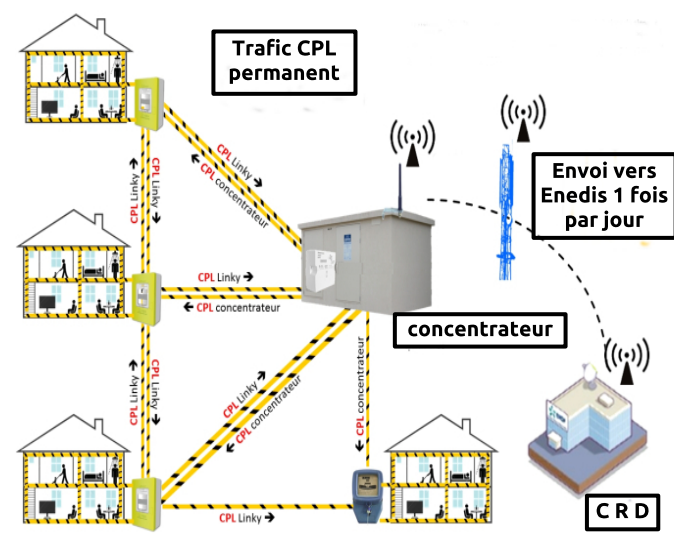 Trafic CPL
permanent
Envoi vers
Enedis 1 fois
par jour
CPL Linky →
← CPL concentrateur
CPL Linky →
CPL Linky →
CPL Linky →
← CPL concentrateur
concentrateur
CPL Linky →
CPL Linky →
CPL Linky →
← CPL concentrateur
← CPL concentrateur
CPL Linky →
C R D